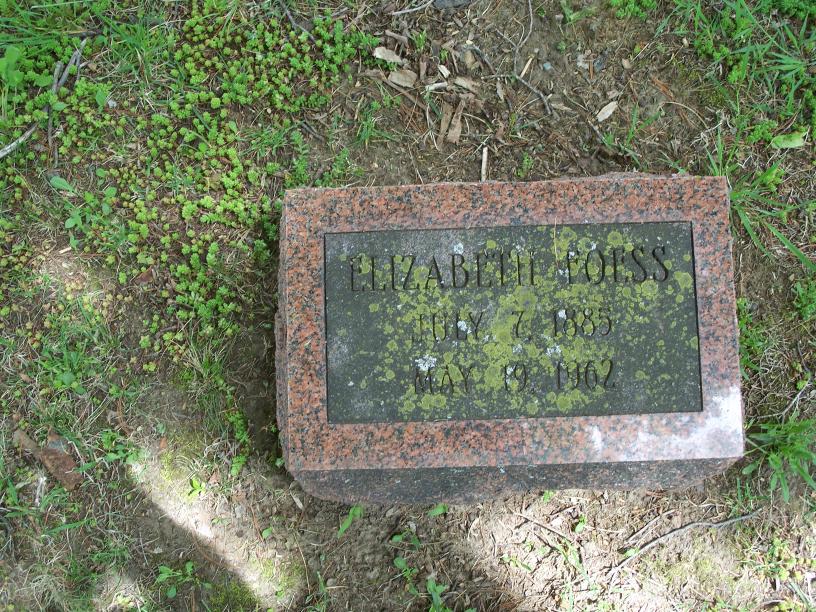 ELIZABETH FOESS
JULY 7, 1885
MAY 19, 1962